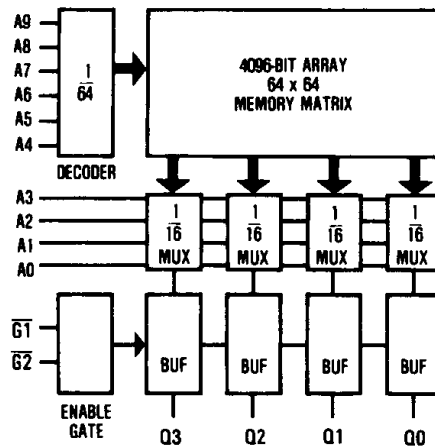 A9
A8
A7
A6
A5
A4
1
64
DECODER
4096-BIT ARRAY
64 x 64
MEMORY MATRIX
A3
A2
A1
A0
1
16
MUX
1
16
MUX
1
16
MUX
1
16
MUX
G1
G2
ENABLE
GATE
BUF
BUF
BUF
BUF
Q3
Q2
Q1
Q0